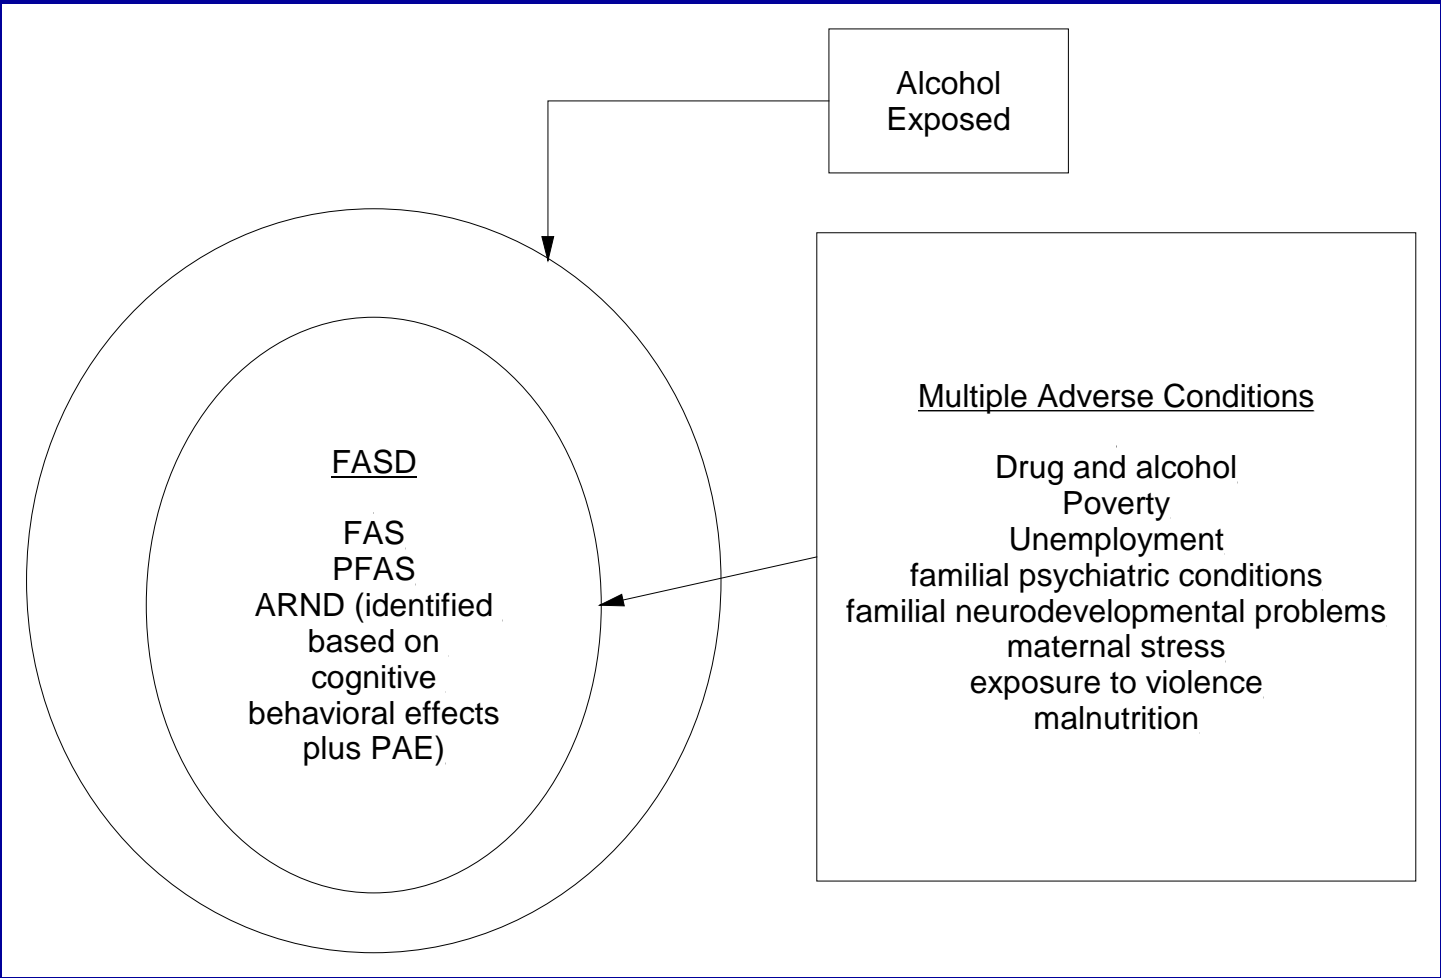 Alcohol
Exposed
FASD
FAS
PFAS
ARND (identified
based on
cognitive
behavioral effects
plus PAE)
Multiple Adverse Conditions
Drug and alcohol
Poverty
Unemployment
familial psychiatric conditions
familial neurodevelopmental problems
maternal stress
exposure to violence
malnutrition